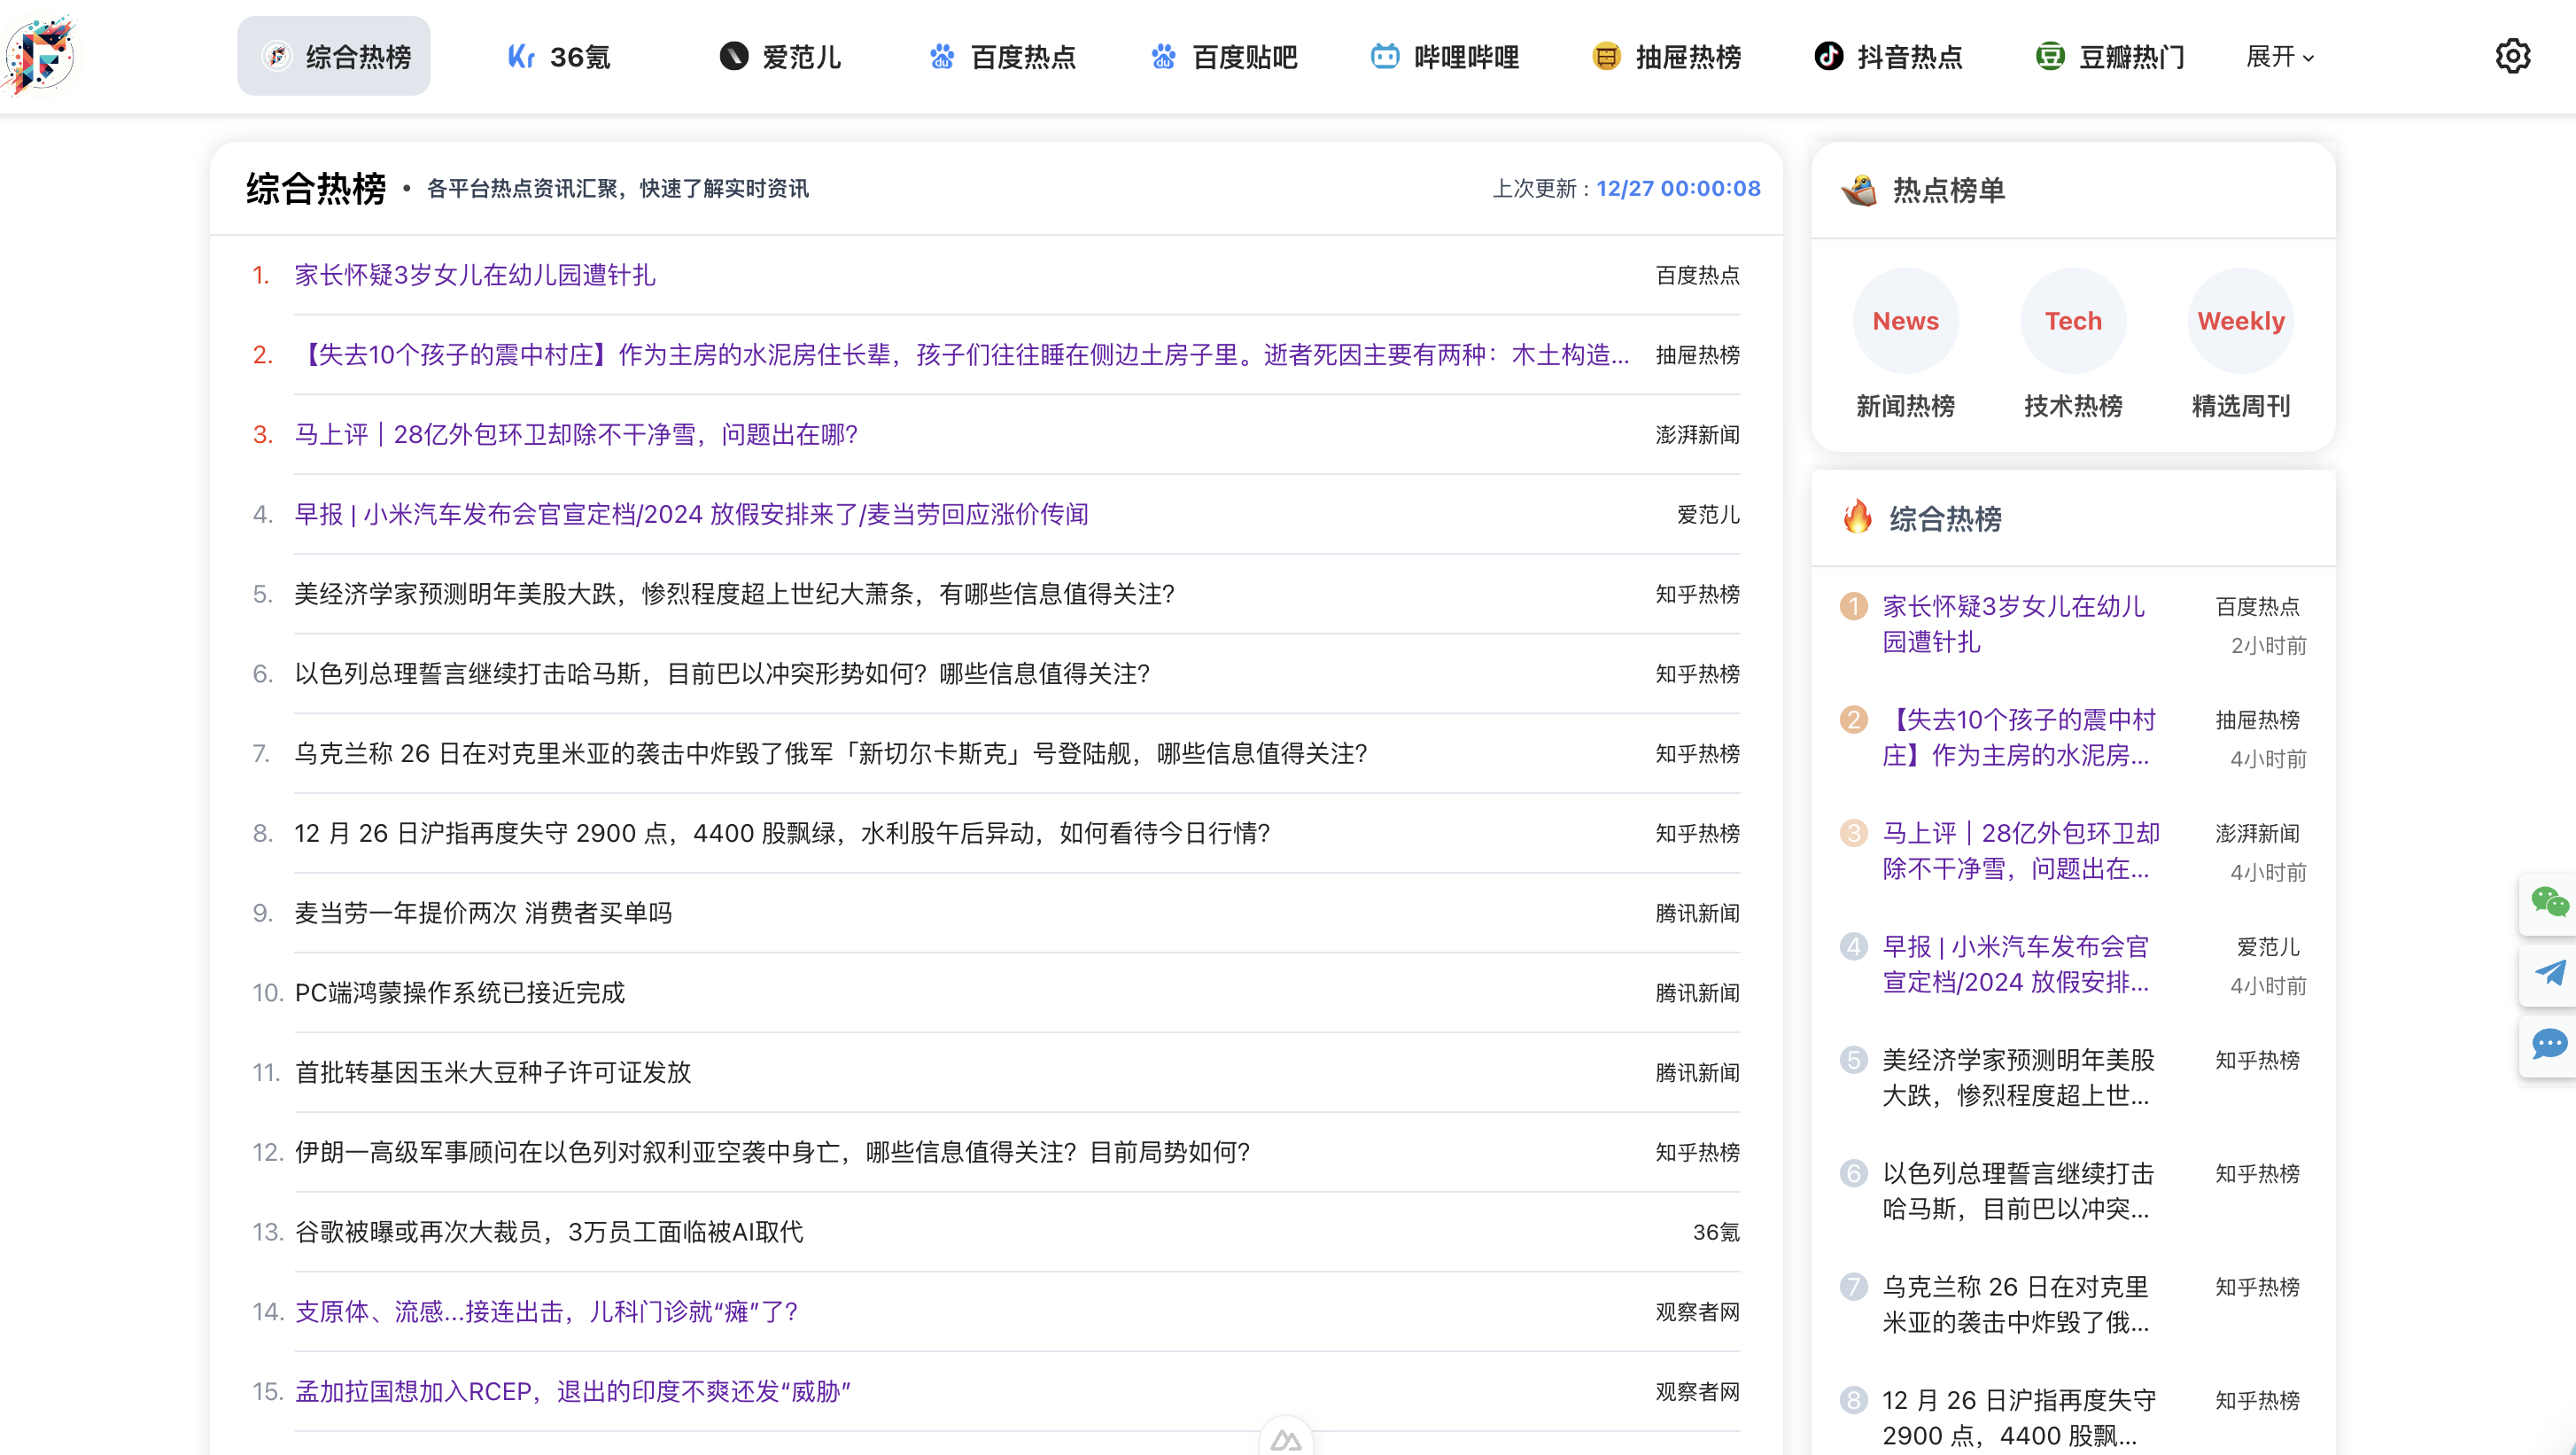 综合热榜
36氪
爱范儿
百度热点
百度贴吧
哔哩哔哩
抽屉热榜
抖音热点
豆瓣热门
展开
综合热榜 • 各平台热点资讯汇聚，快速了解实时资讯
上次更新 : 12/27 00:00:08
1. 家长怀疑3岁女儿在幼儿园遭针扎 百度热点
2. 【失去10个孩子的震中村庄】作为主房的水泥房住长辈，孩子们往往睡在侧边土房子里。逝者死因主要有两种：木土构造... 抽屉热榜
3. 马上评｜28亿外包环卫却除不干净雪，问题出在哪？ 澎湃新闻
4. 早报 | 小米汽车发布会官宣定档/2024 放假安排来了/麦当劳回应涨价传闻 爱范儿
5. 美经济学家预测明年美股大跌，惨烈程度超上世纪大萧条，有哪些信息值得关注？ 知乎热榜
6. 以色列总理誓言继续打击哈马斯，目前巴以冲突形势如何？哪些信息值得关注？ 知乎热榜
7. 乌克兰称 26 日在对克里米亚的袭击中炸毁了俄军「新切尔卡斯克」号登陆舰，哪些信息值得关注？ 知乎热榜
8. 12 月 26 日沪指再度失守 2900 点，4400 股飘绿，水利股午后异动，如何看待今日行情？ 知乎热榜
9. 麦当劳一年提价两次 消费者买单吗 腾讯新闻
10. PC端鸿蒙操作系统已接近完成 腾讯新闻
11. 首批转基因玉米大豆种子许可证发放 腾讯新闻
12. 伊朗一高级军事顾问在以色列对叙利亚空袭中身亡，哪些信息值得关注？目前局势如何？ 知乎热榜
13. 谷歌被曝或再次大裁员，3万员工面临被AI取代 36氪
14. 支原体、流感...接连出击，儿科门诊就“瘫”了？ 观察者网
15. 孟加拉国想加入RCEP，退出的印度不爽还发“威胁” 观察者网
热点榜单
News Tech Weekly
新闻热榜 技术热榜 精选周刊
综合热榜
1 家长怀疑3岁女儿在幼儿 百度热点
园遭针扎 2小时前
2 【失去10个孩子的震中村 抽屉热榜
庄】作为主房的水泥房... 4小时前
3 马上评｜28亿外包环卫却 澎湃新闻
除不干净雪，问题出在... 4小时前
4 早报 | 小米汽车发布会官 爱范儿
宣定档/2024 放假安排... 4小时前
5 美经济学家预测明年美股 知乎热榜
大跌，惨烈程度超上世...
6 以色列总理誓言继续打击 知乎热榜
哈马斯，目前巴以冲突...
7 乌克兰称 26 日在对克里 知乎热榜
米亚的袭击中炸毁了俄...
8 12 月 26 日沪指再度失守 知乎热榜
2900 点，4400 股飘...